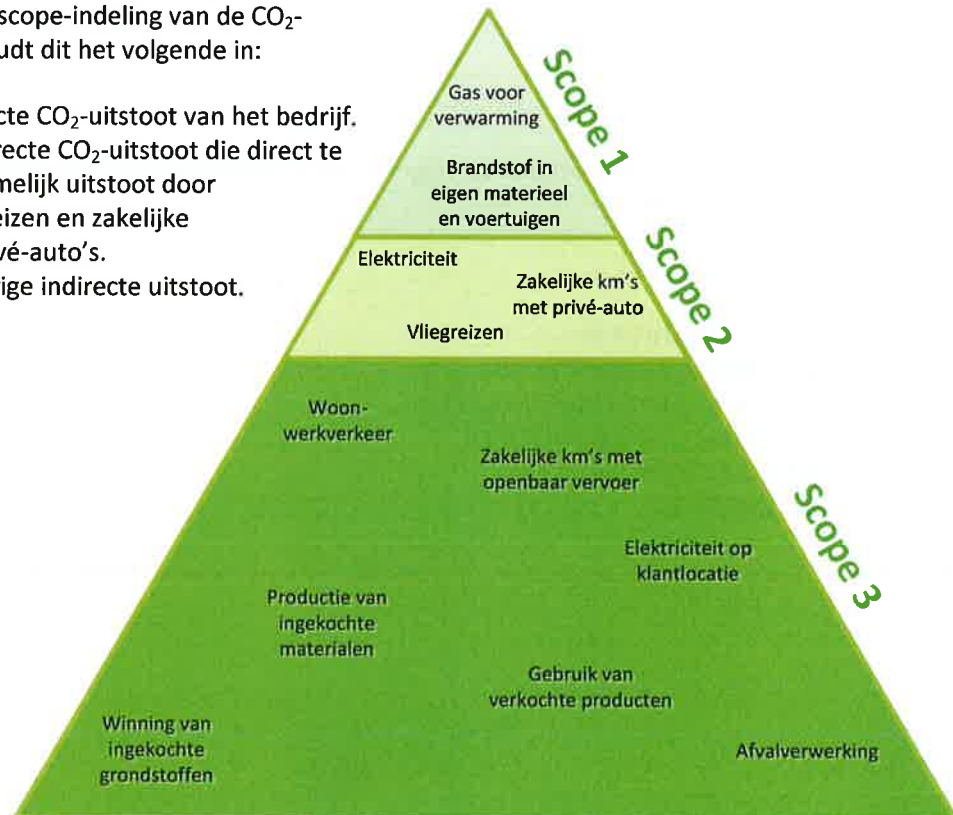 scope-indeling van de CO₂-
udt dit het volgende in:
cte CO₂-uitstoot van het bedrijf.
recte CO₂-uitstoot die direct te
melijk uitstoot door
eizen en zakelijke
vé-auto's.
rige indirecte uitstoot.
Scope 1
Gas voor
verwarming
Brandstof in
eigen materieel
en voertuigen
Scope 2
Elektriciteit
Zakelijke km's
met privé-auto
Vliegreizen
Scope 3
Woon-
werkverkeer
Zakelijke km's met
openbaar vervoer
Elektriciteit op
klantlocatie
Productie van
ingekochte
materialen
Gebruik van
verkochte producten
Winning van
ingekochte
grondstoffen
Afvalverwerking